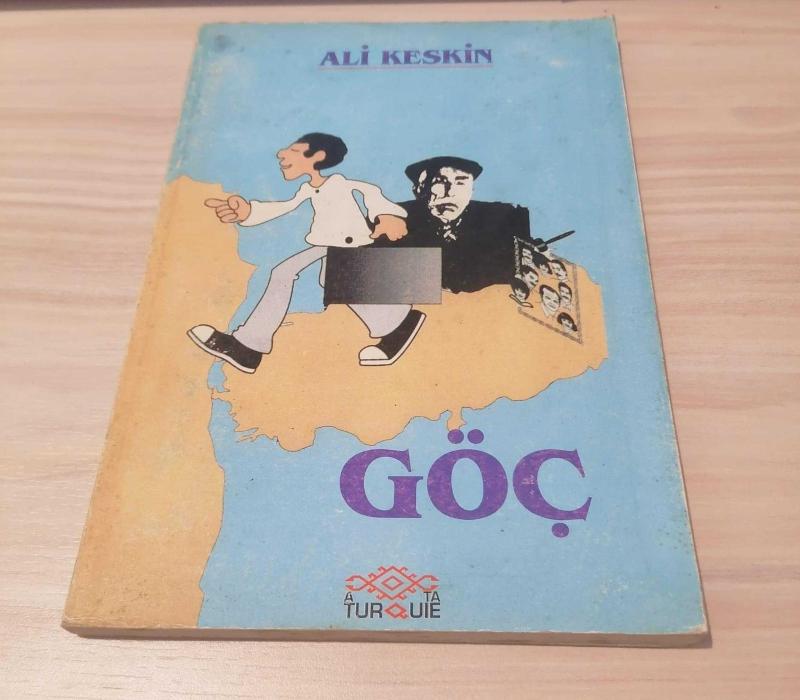 ALİ KESKİN
GÖÇ
A TA
TURQUIE